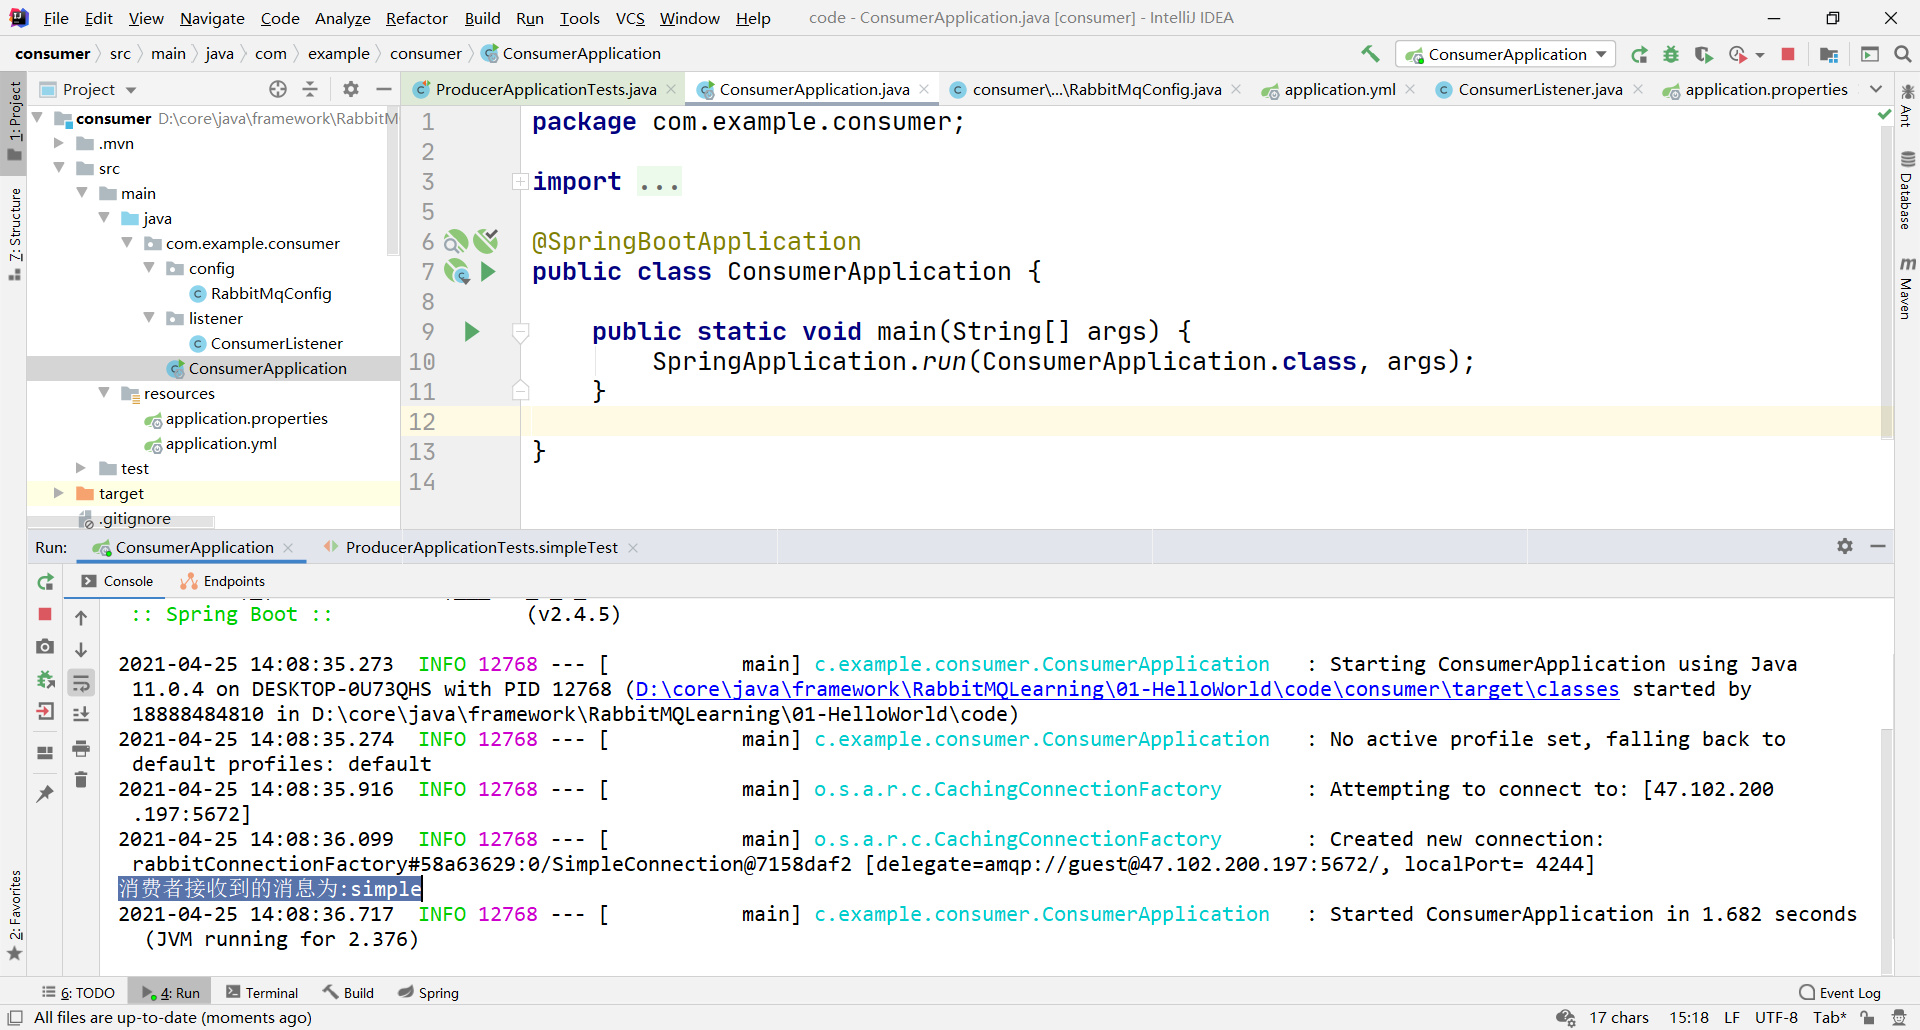 File Edit View Navigate Code Analyze Refactor Build Run Tools VCS Window Help code - ConsumerApplication.java [consumer] - IntelliJ IDEA
consumer src main java com example consumer ConsumerApplication ConsumerApplication
1: Project
7: Structure
2: Favorites
Project
consumer D:\core\java\framework\RabbitM
.mvn
src
main
java
com.example.consumer
config
RabbitMqConfig
listener
ConsumerListener
ConsumerApplication
resources
application.properties
application.yml
test
target
.gitignore
ProducerApplicationTests.java ConsumerApplication.java consumer\...\RabbitMqConfig.java application.yml ConsumerListener.java application.properties
1 package com.example.consumer;
2
3 import ...
5
6 @SpringBootApplication
7 public class ConsumerApplication {
8
9 public static void main(String[] args) {
10 SpringApplication.run(ConsumerApplication.class, args);
11 }
12
13 }
14
Ant
Database
Maven
Run: ConsumerApplication ProducerApplicationTests.simpleTest
Console Endpoints
:: Spring Boot :: (v2.4.5)
2021-04-25 14:08:35.273 INFO 12768 --- [ main] c.example.consumer.ConsumerApplication : Starting ConsumerApplication using Java
11.0.4 on DESKTOP-0U73QHS with PID 12768 (D:\core\java\framework\RabbitMQLearning\01-HelloWorld\code\consumer\target\classes started by
18888484810 in D:\core\java\framework\RabbitMQLearning\01-HelloWorld\code)
2021-04-25 14:08:35.274 INFO 12768 --- [ main] c.example.consumer.ConsumerApplication : No active profile set, falling back to
default profiles: default
2021-04-25 14:08:35.916 INFO 12768 --- [ main] o.s.a.r.c.CachingConnectionFactory : Attempting to connect to: [47.102.200
.197:5672]
2021-04-25 14:08:36.099 INFO 12768 --- [ main] o.s.a.r.c.CachingConnectionFactory : Created new connection:
rabbitConnectionFactory#58a63629:0/SimpleConnection@7158daf2 [delegate=amqp://guest@47.102.200.197:5672/, localPort= 4244]
消费者接收到的消息为:simple
2021-04-25 14:08:36.717 INFO 12768 --- [ main] c.example.consumer.ConsumerApplication : Started ConsumerApplication in 1.682 seconds
(JVM running for 2.376)
6: TODO 4: Run Terminal Build Spring Event Log
All files are up-to-date (moments ago) 17 chars 15:18 LF UTF-8 Tab*